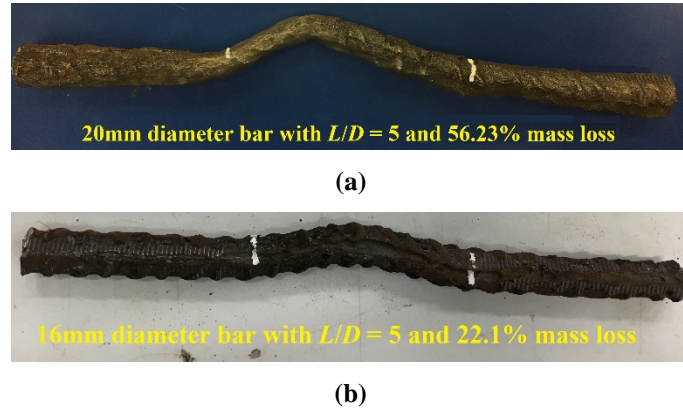 20mm diameter bar with L/D = 5 and 56.23% mass loss
(a)
16mm diameter bar with L/D = 5 and 22.1% mass loss
(b)